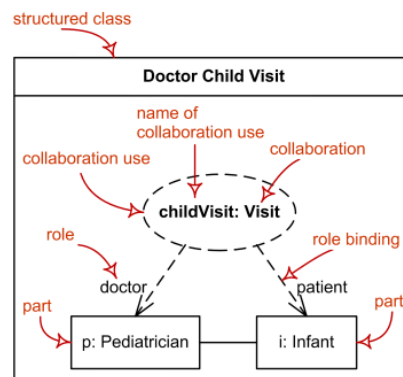 structured class
Doctor Child Visit
name of
collaboration use
collaboration use
collaboration
childVisit: Visit
role
role binding
doctor
patient
part
part
p: Pediatrician
i: Infant